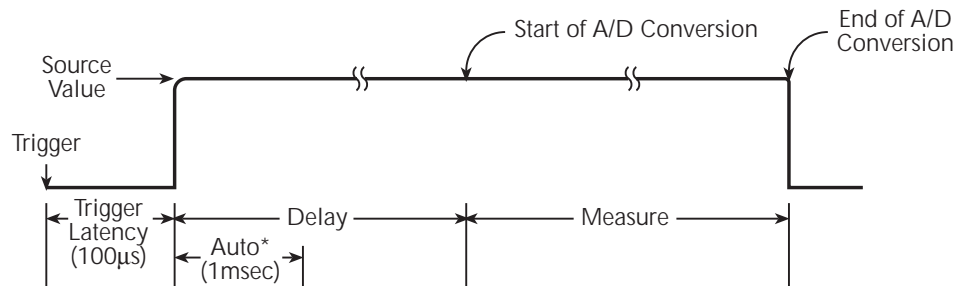 Start of A/D Conversion
End of A/D
Conversion
Source
Value
Trigger
Trigger
Latency
(100μs)
Delay
Measure
Auto*
(1msec)